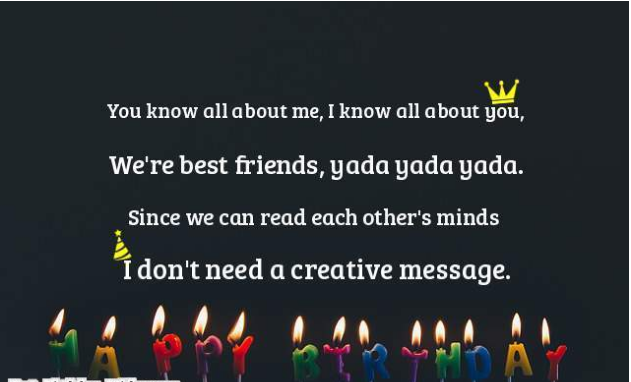 You know all about me, I know all about you,
We're best friends, yada yada yada.
Since we can read each other's minds
I don't need a creative message.
HAPPY BIRTHDAY